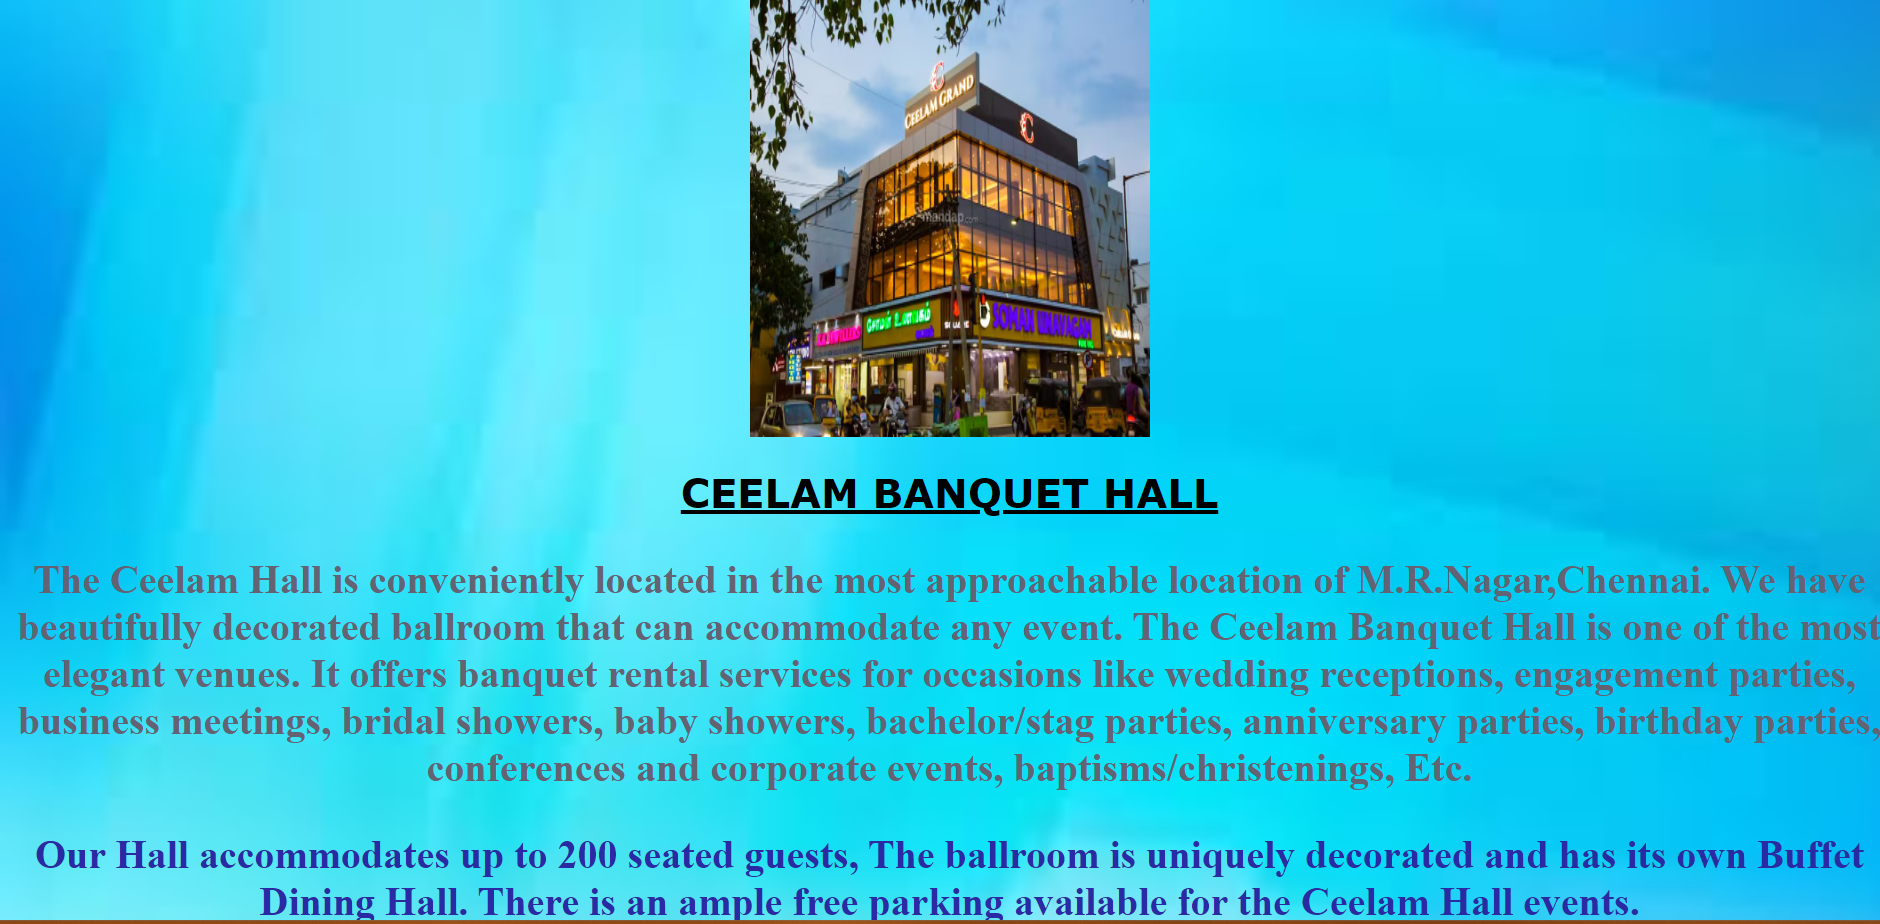 CEELAM GRAND
mandap.com
சோமன் உணவகம்
SOMAN UNAVAGAM
CEELAM BANQUET HALL
The Ceelam Hall is conveniently located in the most approachable location of M.R.Nagar,Chennai. We have
beautifully decorated ballroom that can accommodate any event. The Ceelam Banquet Hall is one of the most
elegant venues. It offers banquet rental services for occasions like wedding receptions, engagement parties,
business meetings, bridal showers, baby showers, bachelor/stag parties, anniversary parties, birthday parties,
conferences and corporate events, baptisms/christenings, Etc.
Our Hall accommodates up to 200 seated guests, The ballroom is uniquely decorated and has its own Buffet
Dining Hall. There is an ample free parking available for the Ceelam Hall events.